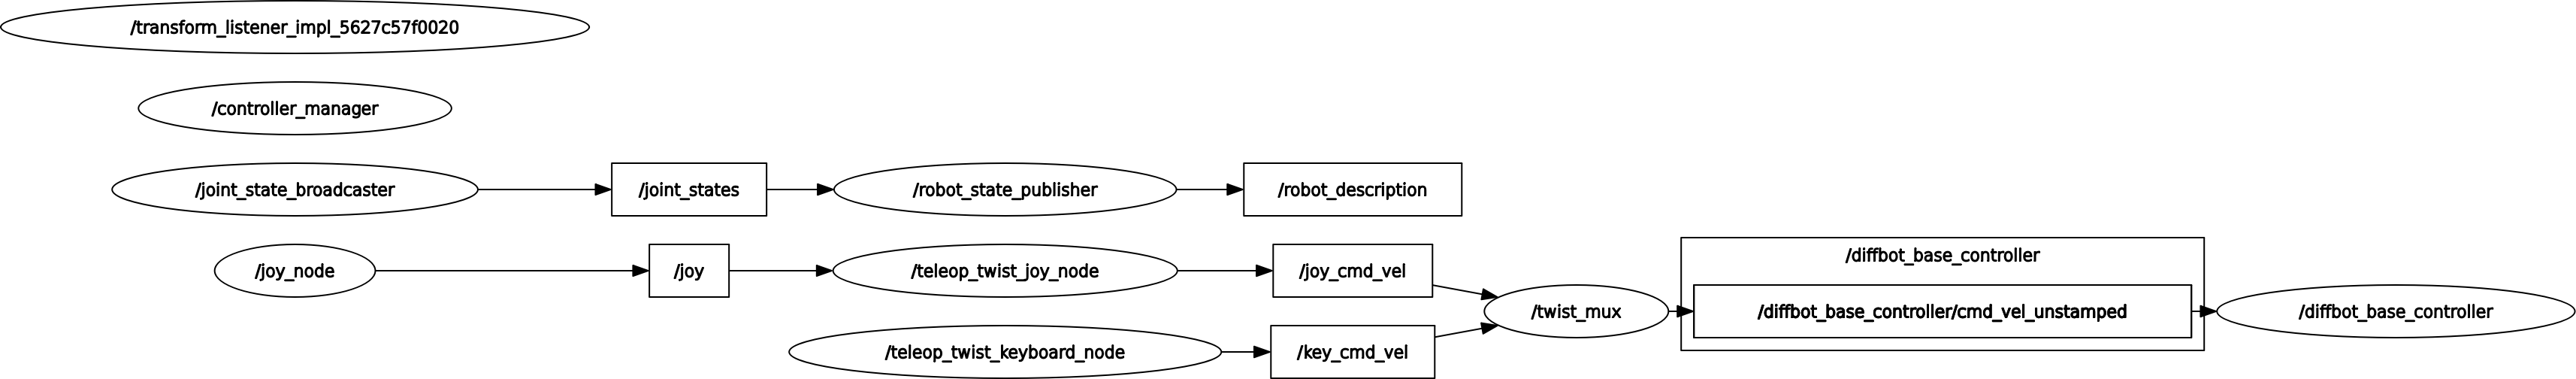 /transform_listener_impl_5627c57f0020
/controller_manager
/joint_state_broadcaster
/joint_states
/robot_state_publisher
/robot_description
/joy_node
/joy
/teleop_twist_joy_node
/joy_cmd_vel
/teleop_twist_keyboard_node
/key_cmd_vel
/twist_mux
/diffbot_base_controller
/diffbot_base_controller/cmd_vel_unstamped
/diffbot_base_controller